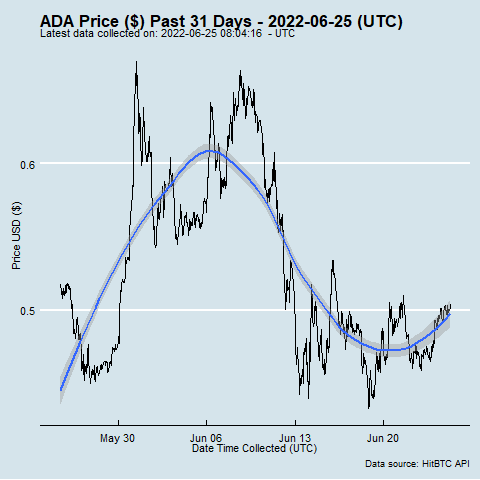 ADA Price ($) Past 31 Days - 2022-06-25 (UTC)
Latest data collected on: 2022-06-25 08:04:16  - UTC
0.6
0.5
Price USD ($)
May 30
Jun 06
Jun 13
Jun 20
Date Time Collected (UTC)
Data source: HitBTC API